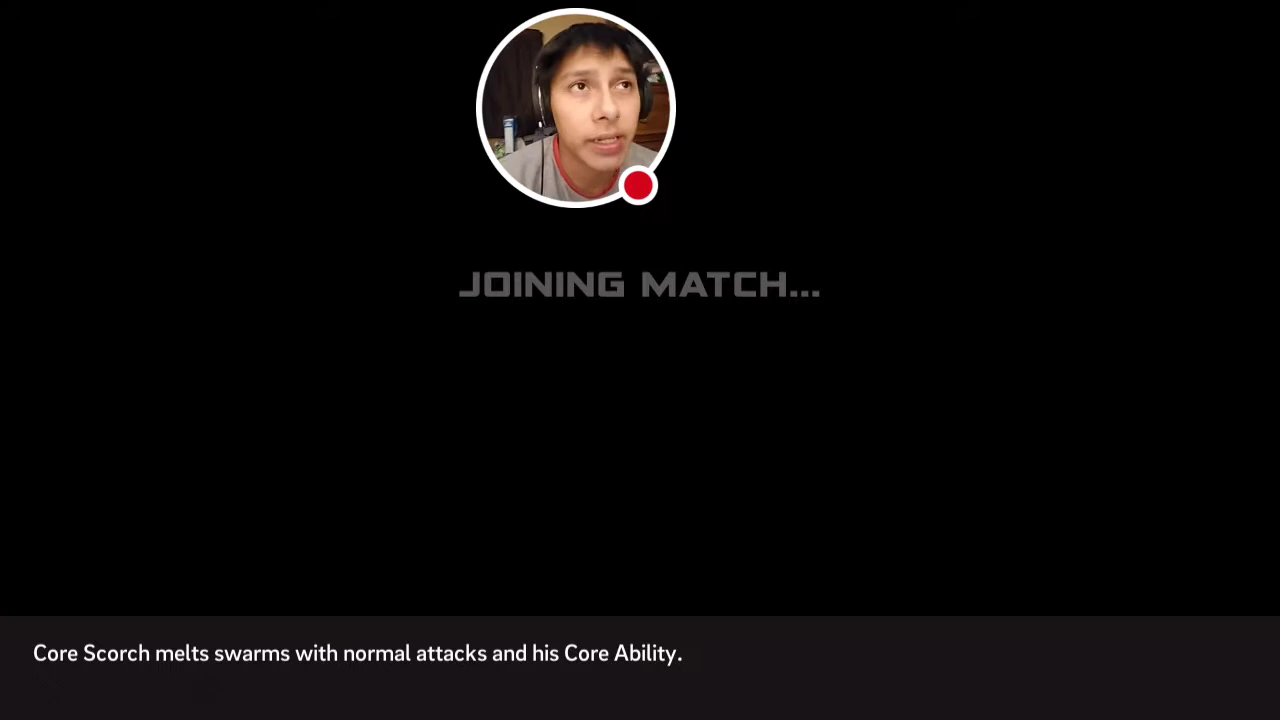 JOINING MATCH...
Core Scorch melts swarms with normal attacks and his Core Ability.